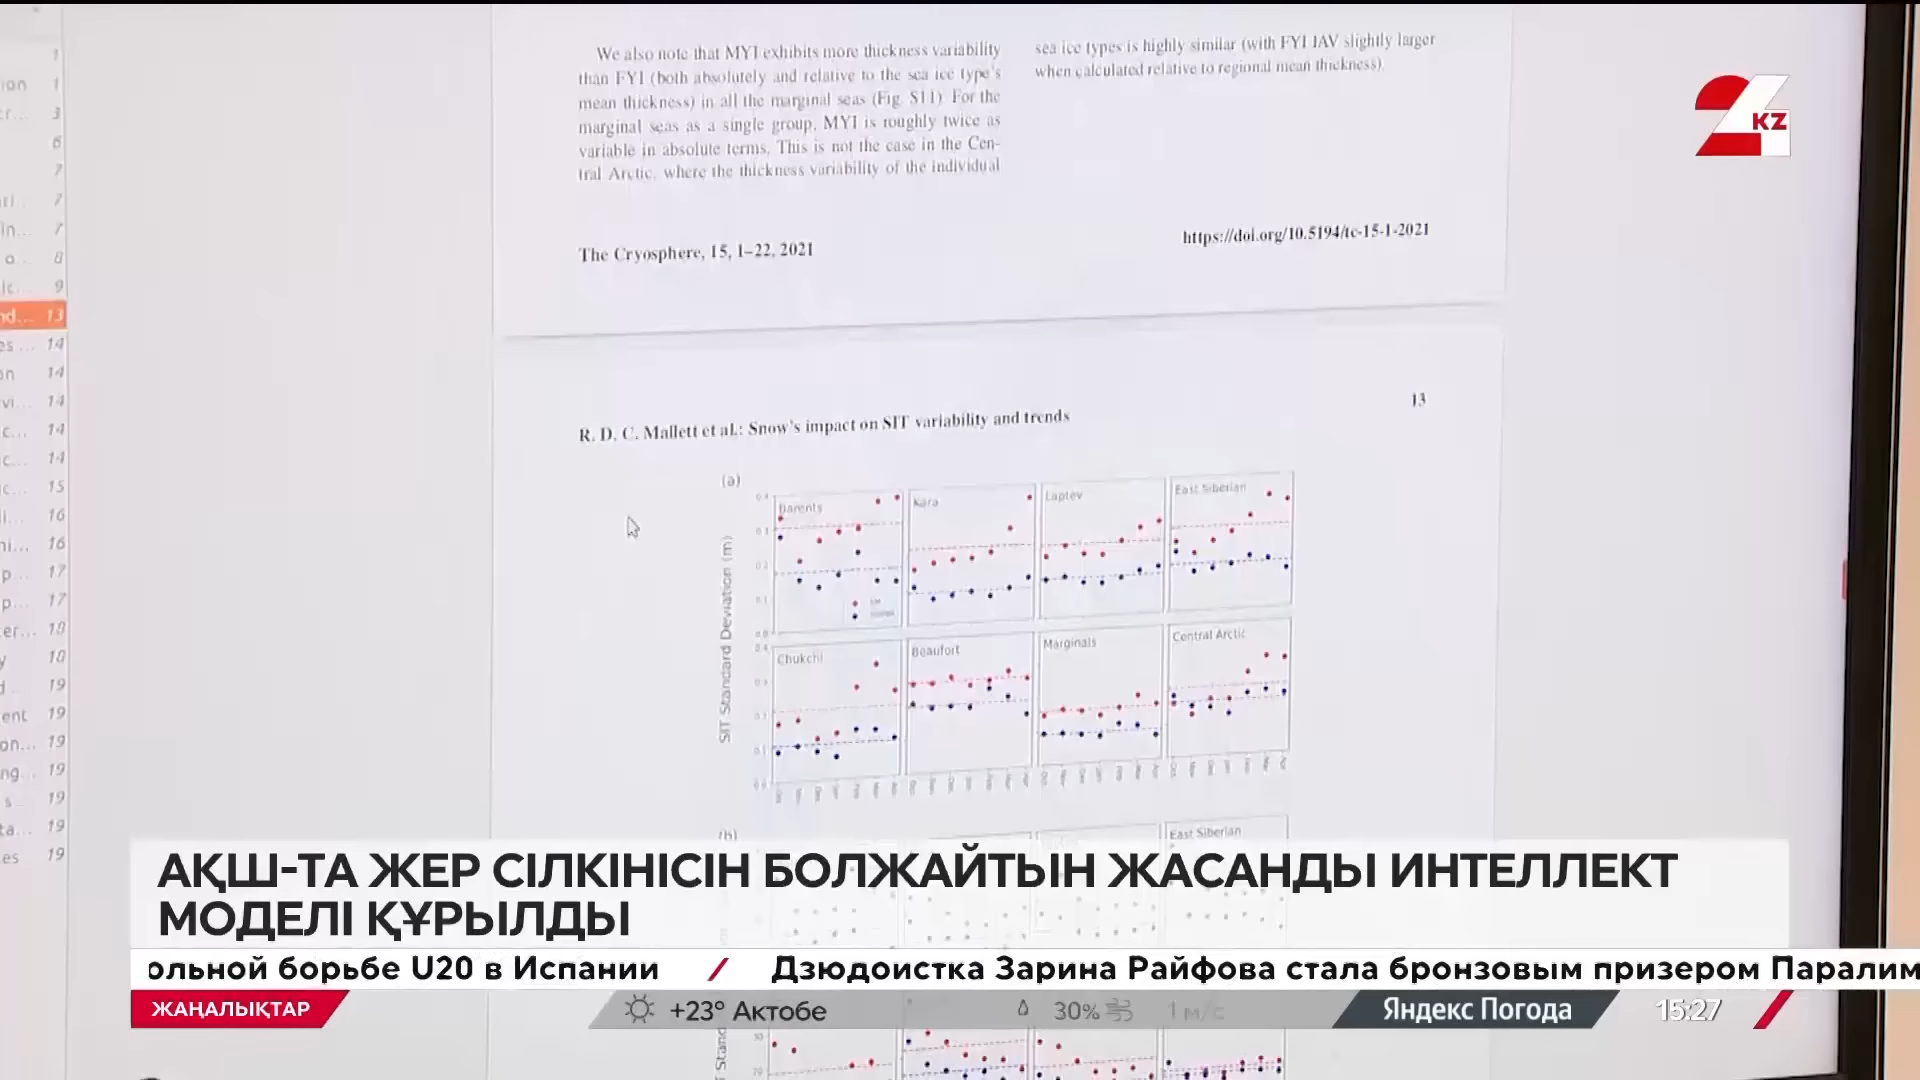 We also note that MYI exhibits more thickness variability
than FYI (both absolutely and relative to the sea ice type's
mean thickness) in all the marginal seas (Fig. S11). For the
marginal seas as a single group, MYI is roughly twice as
variable in absolute terms. This is not the case in the Cen-
tral Arctic, where the thickness variability of the individual
sea ice types is highly similar (with FYI IAV slightly larger
when calculated relative to regional mean thickness).
KZ
The Cryosphere, 15, 1–22, 2021
https://doi.org/10.5194/tc-15-1-2021
13
R. D. C. Mallett et al.: Snow's impact on SIT variability and trends
(a)
SIT Standard Deviation (m)
Barents
Kara
Laptev
East Siberian
Chukchi
Beaufort
Marginals
Central Arctic
(b)
East Siberian
АҚШ-ТА ЖЕР СІЛКІНІСІН БОЛЖАЙТЫН ЖАСАНДЫ ИНТЕЛЛЕКТ
МОДЕЛІ ҚҰРЫЛДЫ
ольной борьбе U20 в Испании / Дзюдоистка Зарина Райфова стала бронзовым призером Паралим
ЖАҢАЛЫҚТАР
+23° Актобе
30%
1 м/с
Яндекс Погода
15:27